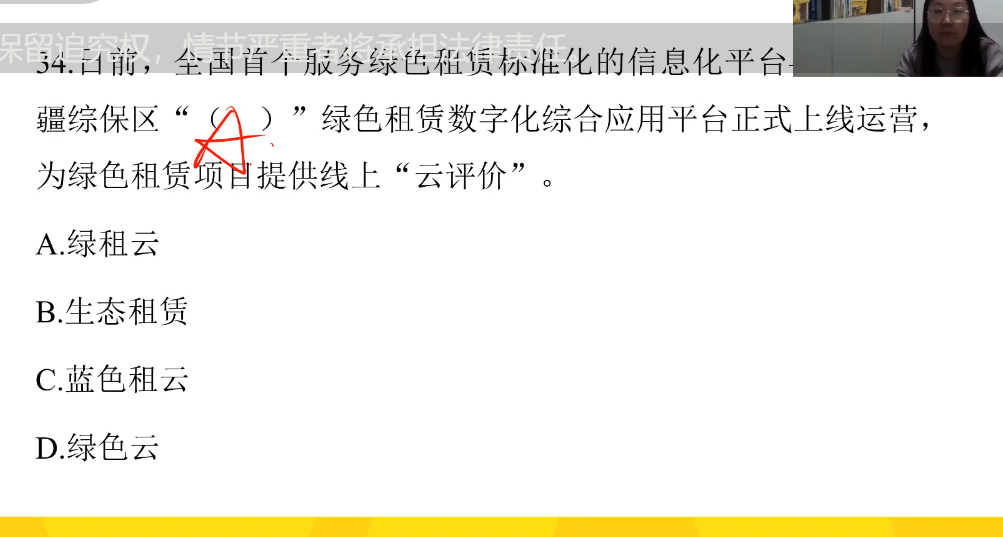 保留追究权，情节严重者将承担法律责任
34.日前，全国首个服务绿色租赁标准化的信息化平台
疆综保区“（A）”绿色租赁数字化综合应用平台正式上线运营，
为绿色租赁项目提供线上“云评价”。
A.绿租云
B.生态租赁
C.蓝色租云
D.绿色云